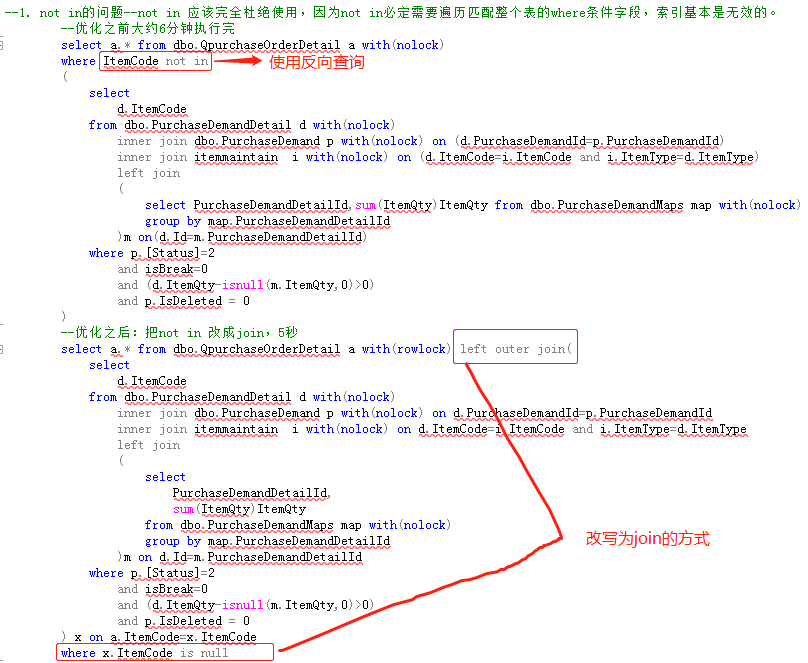 --1. not in的问题--not in 应该完全杜绝使用，因为not in必定需要遍历匹配整个表的where条件字段，索引基本是无效的。
--优化之前大约6分钟执行完
select a.* from dbo.QpurchaseOrderDetail a with(nolock)
where ItemCode not in 使用反向查询
(
select
d.ItemCode
from dbo.PurchaseDemandDetail d with(nolock)
inner join dbo.PurchaseDemand p with(nolock) on (d.PurchaseDemandId=p.PurchaseDemandId)
inner join itemmaintain i with(nolock) on (d.ItemCode=i.ItemCode and i.ItemType=d.ItemType)
left join
(
select PurchaseDemandDetailId,sum(ItemQty)ItemQty from dbo.PurchaseDemandMaps map with(nolock)
group by map.PurchaseDemandDetailId
)m on(d.Id=m.PurchaseDemandDetailId)
where p.[Status]=2
and isBreak=0
and (d.ItemQty-isnull(m.ItemQty,0)>0)
and p.IsDeleted = 0
)
--优化之后：把not in 改成join，5秒
select a.* from dbo.QpurchaseOrderDetail a with(rowlock) left outer join(
select
d.ItemCode
from dbo.PurchaseDemandDetail d with(nolock)
inner join dbo.PurchaseDemand p with(nolock) on d.PurchaseDemandId=p.PurchaseDemandId
inner join itemmaintain i with(nolock) on d.ItemCode=i.ItemCode and i.ItemType=d.ItemType
left join
(
select
PurchaseDemandDetailId,
sum(ItemQty)ItemQty
from dbo.PurchaseDemandMaps map with(nolock)
group by map.PurchaseDemandDetailId
改写为join的方式
)m on d.Id=m.PurchaseDemandDetailId
where p.[Status]=2
and isBreak=0
and (d.ItemQty-isnull(m.ItemQty,0)>0)
and p.IsDeleted = 0
) x on a.ItemCode=x.ItemCode
where x.ItemCode is null